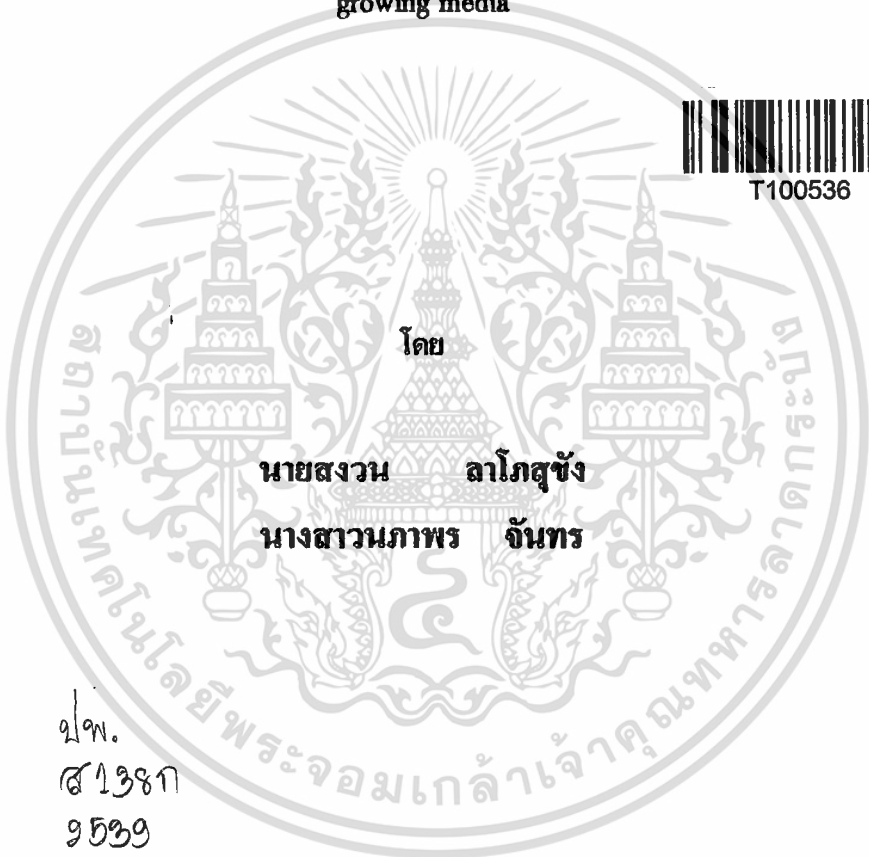 growing media
T100536
โดย
นายสงวน ลาโภสุขัง
นางสาวนภาพร จันทร
สถาบันเทคโนโลยีพระจอมเกล้าเจ้าคุณทหารลาดกระบัง
ปพ.
ส138ก
2539